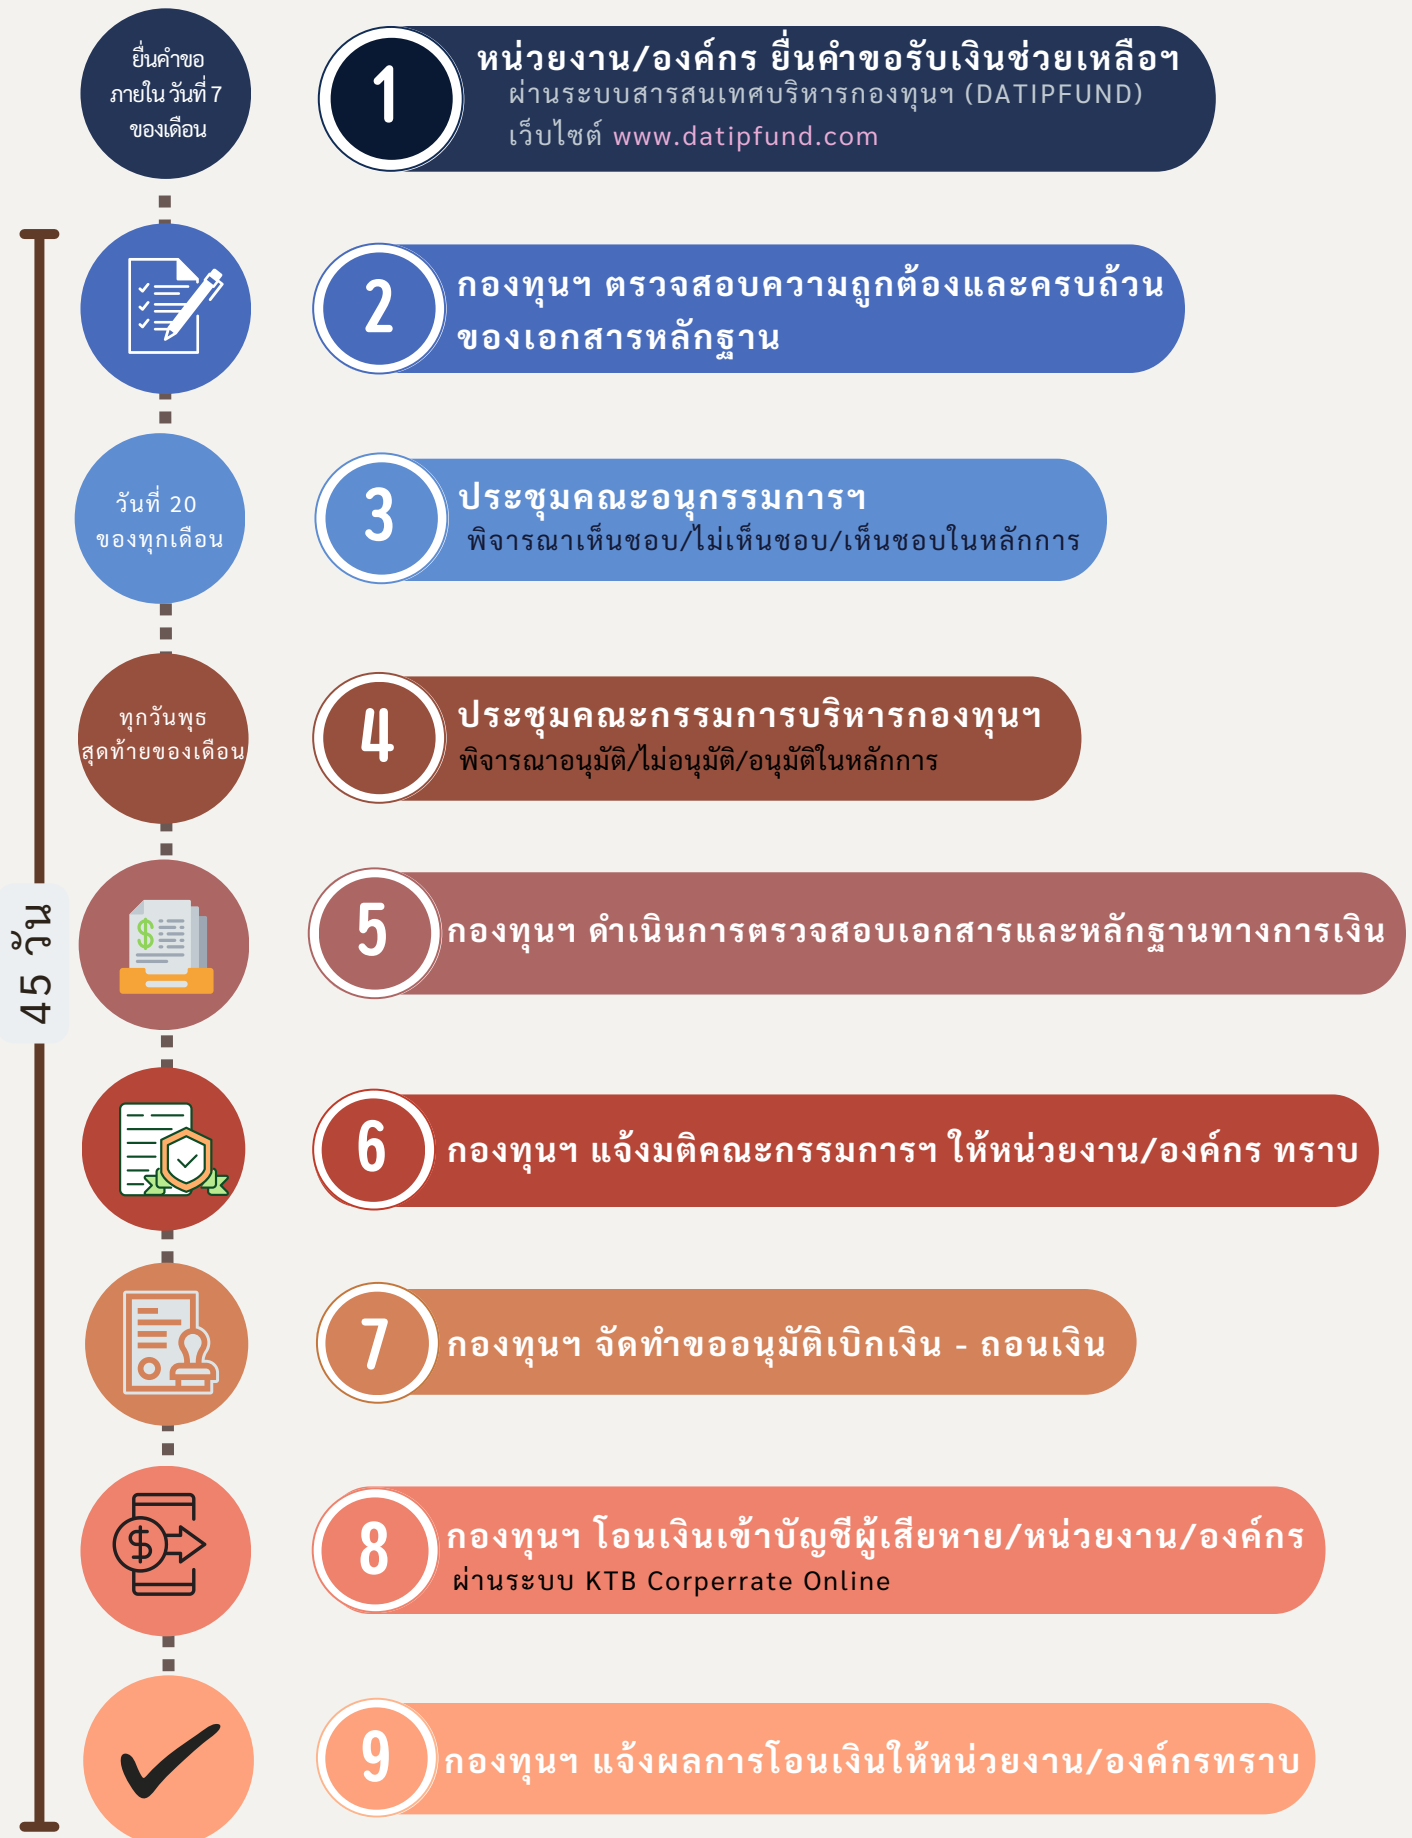 ยื่นคำขอ
ภายใน วันที่ 7
ของเดือน
1
หน่วยงาน/องค์กร ยื่นคำขอรับเงินช่วยเหลือฯ
ผ่านระบบสารสนเทศบริหารกองทุนฯ (DATIPFUND)
เว็บไซต์ www.datipfund.com
2
กองทุนฯ ตรวจสอบความถูกต้องและครบถ้วน
ของเอกสารหลักฐาน
วันที่ 20
ของทุกเดือน
3
ประชุมคณะอนุกรรมการฯ
พิจารณาเห็นชอบ/ไม่เห็นชอบ/เห็นชอบในหลักการ
ทุกวันพุธ
สุดท้ายของเดือน
4
ประชุมคณะกรรมการบริหารกองทุนฯ
พิจารณาอนุมัติ/ไม่อนุมัติ/อนุมัติในหลักการ
45 วัน
$
5
กองทุนฯ ดำเนินการตรวจสอบเอกสารและหลักฐานทางการเงิน
6
กองทุนฯ แจ้งมติคณะกรรมการฯ ให้หน่วยงาน/องค์กร ทราบ
7
กองทุนฯ จัดทำขออนุมัติเบิกเงิน - ถอนเงิน
$
8
กองทุนฯ โอนเงินเข้าบัญชีผู้เสียหาย/หน่วยงาน/องค์กร
ผ่านระบบ KTB Corperrate Online
9
กองทุนฯ แจ้งผลการโอนเงินให้หน่วยงาน/องค์กรทราบ